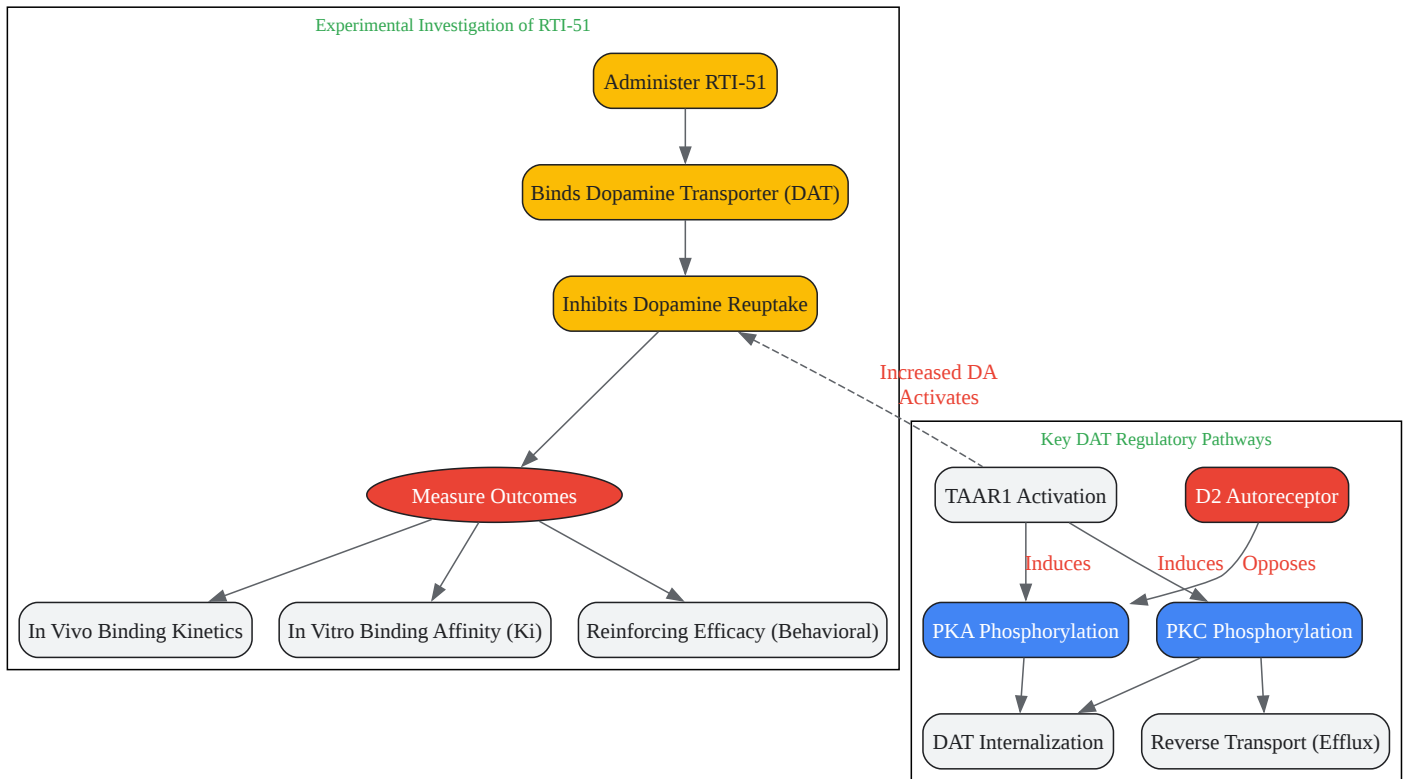 Experimental Investigation of RTI-51
Administer RTI-51
Binds Dopamine Transporter (DAT)
Inhibits Dopamine Reuptake
Increased DA
Activates
Measure Outcomes
In Vivo Binding Kinetics
In Vitro Binding Affinity (Ki)
Reinforcing Efficacy (Behavioral)
Key DAT Regulatory Pathways
TAAR1 Activation
D2 Autoreceptor
Induces
Induces
Opposes
PKA Phosphorylation
PKC Phosphorylation
DAT Internalization
Reverse Transport (Efflux)